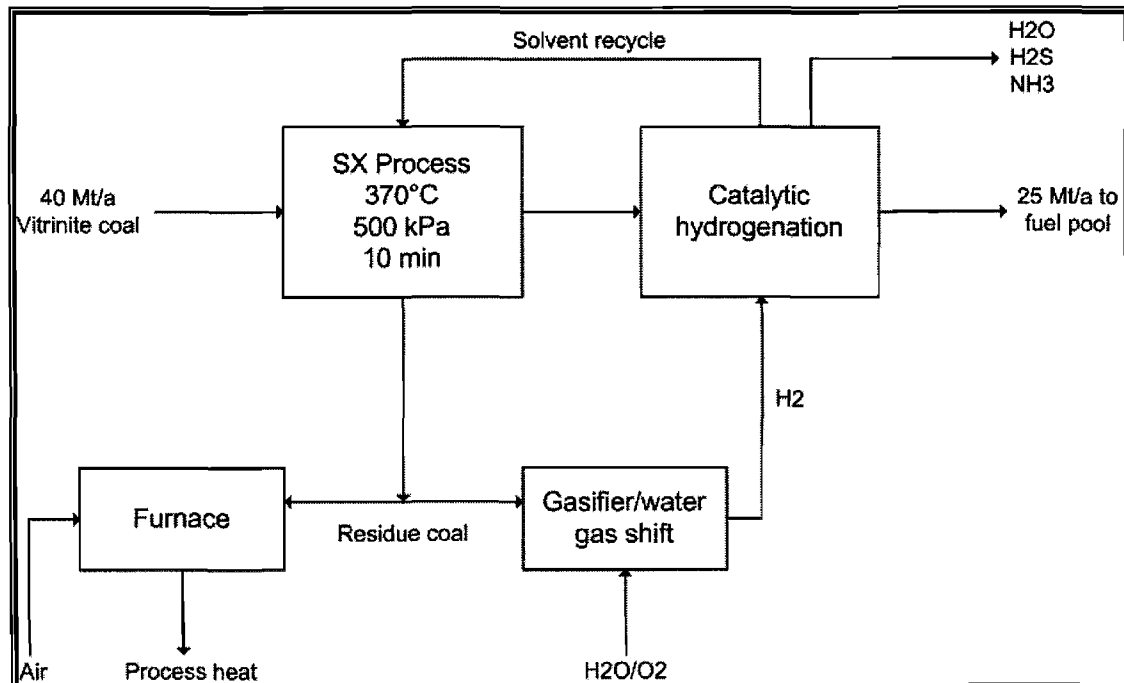 Solvent recycle
H2O
H2S
NH3
40 Mt/a
Vitrinite coal
SX Process
370°C
500 kPa
10 min
Catalytic
hydrogenation
25 Mt/a to
fuel pool
H2
Furnace
Residue coal
Gasifier/water
gas shift
Air
Process heat
H2O/O2